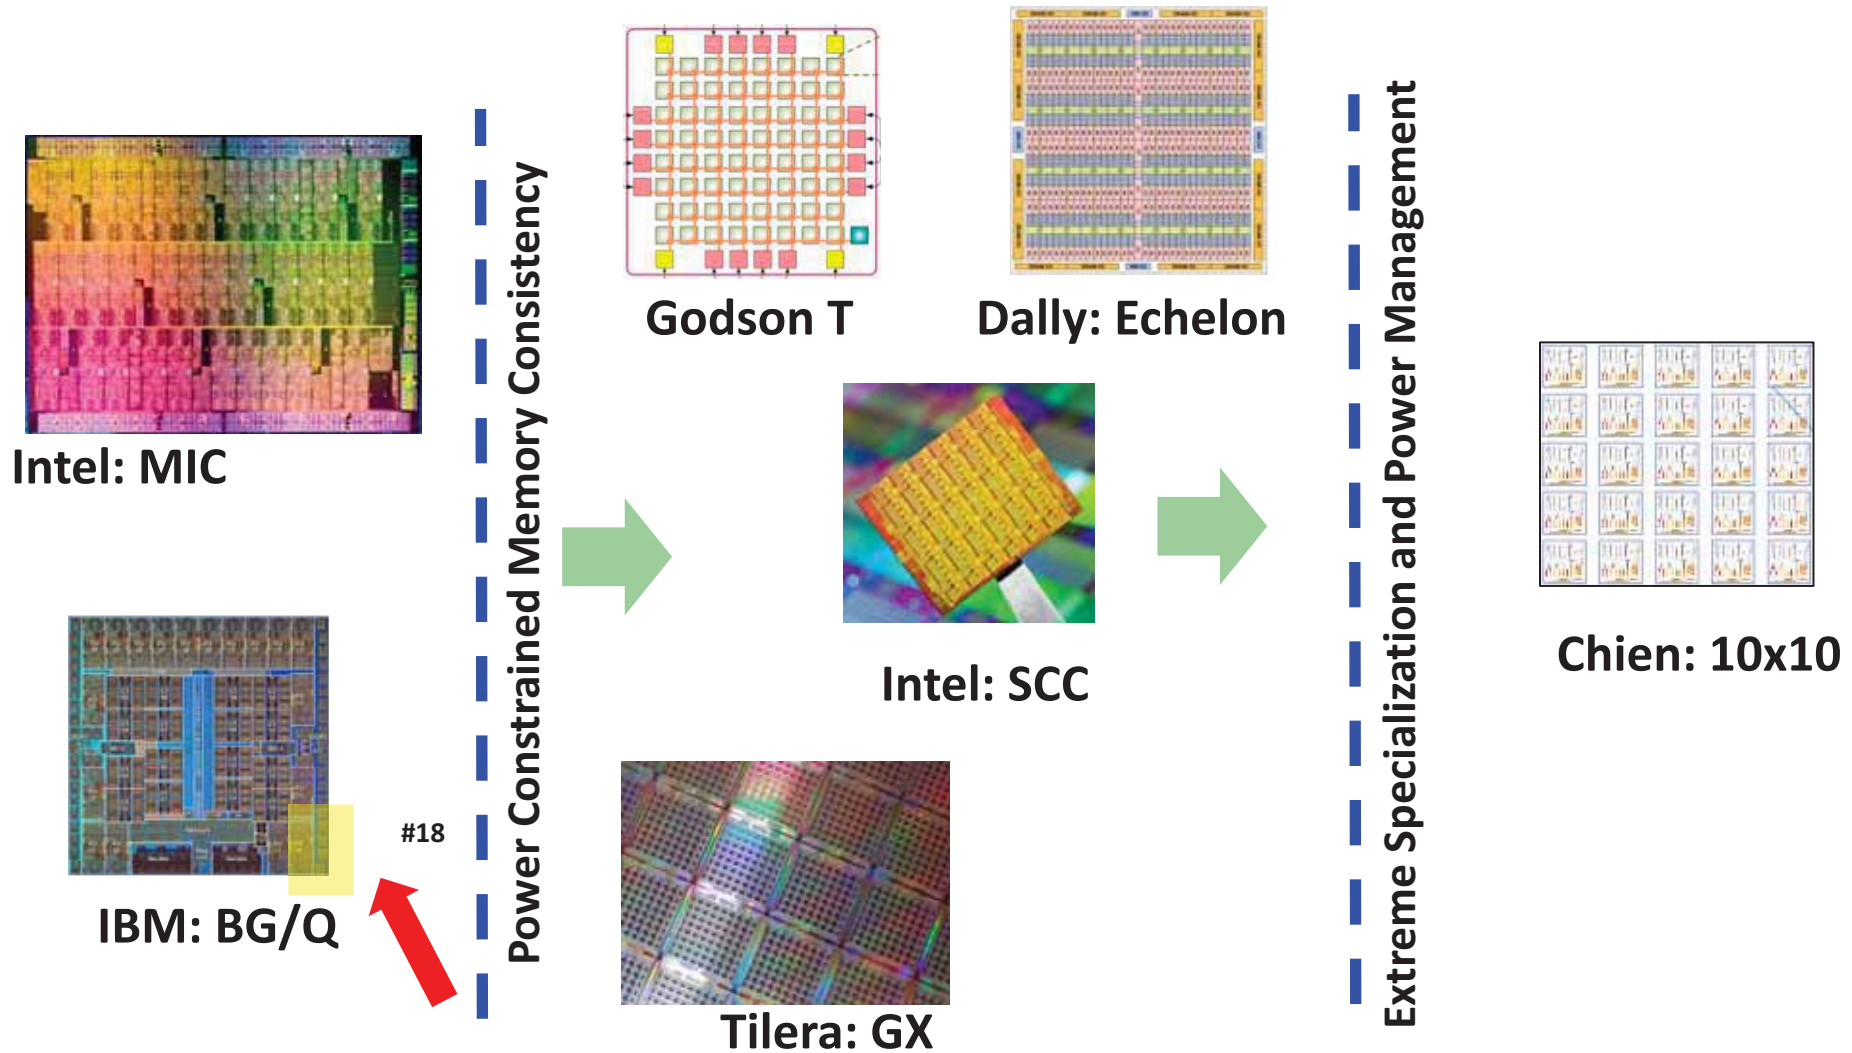 Intel: MIC
IBM: BG/Q
#18
Power Constrained Memory Consistency
Godson T
Dally: Echelon
Intel: SCC
Tilera: GX
Extreme Specialization and Power Management
Chien: 10x10